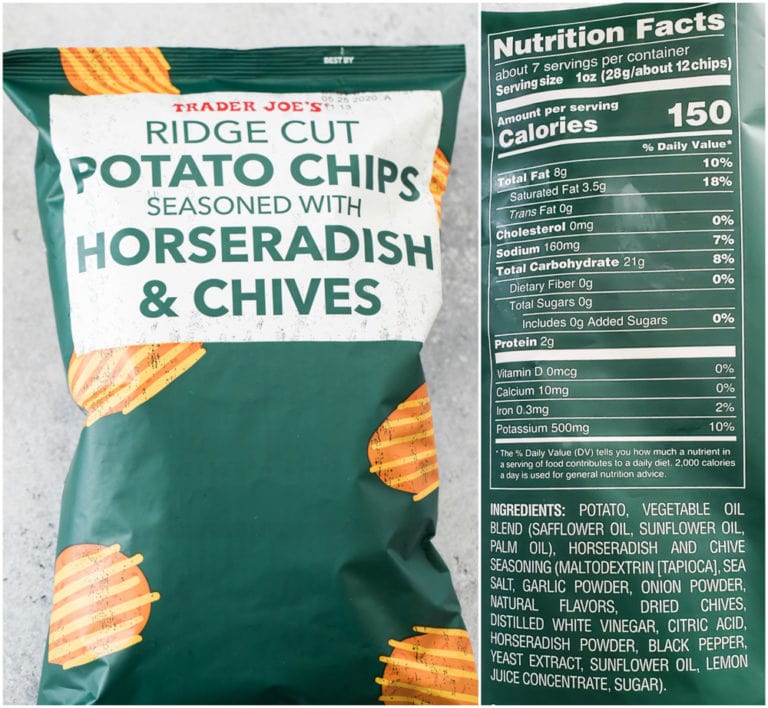 BEST BY
05 25 2020 A
TRADER JOE'S
RIDGE CUT
POTATO CHIPS
SEASONED WITH
HORSERADISH
& CHIVES
Nutrition Facts
about 7 servings per container
Serving size 1oz (28g/about 12 chips)
Amount per serving
Calories 150
% Daily Value*
Total Fat 8g 10%
Saturated Fat 3.5g 18%
Trans Fat 0g
Cholesterol 0mg 0%
Sodium 160mg 7%
Total Carbohydrate 21g 8%
Dietary Fiber 0g 0%
Total Sugars 0g
Includes 0g Added Sugars 0%
Protein 2g
Vitamin D 0mcg 0%
Calcium 10mg 0%
Iron 0.3mg 2%
Potassium 500mg 10%
*The % Daily Value (DV) tells you how much a nutrient in
a serving of food contributes to a daily diet. 2,000 calories
a day is used for general nutrition advice.
INGREDIENTS: POTATO, VEGETABLE OIL
BLEND (SAFFLOWER OIL, SUNFLOWER OIL,
PALM OIL), HORSERADISH AND CHIVE
SEASONING (MALTODEXTRIN [TAPIOCA], SEA
SALT, GARLIC POWDER, ONION POWDER,
NATURAL FLAVORS, DRIED CHIVES,
DISTILLED WHITE VINEGAR, CITRIC ACID,
HORSERADISH POWDER, BLACK PEPPER,
YEAST EXTRACT, SUNFLOWER OIL, LEMON
JUICE CONCENTRATE, SUGAR).